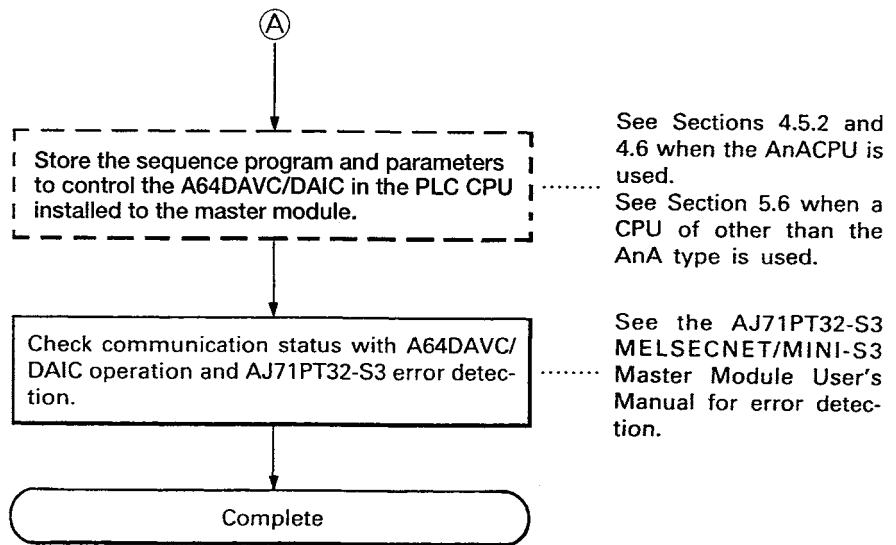 A
Store the sequence program and parameters
to control the A64DAVC/DAIC in the PLC CPU
installed to the master module.
See Sections 4.5.2 and
4.6 when the AnACPU is
used.
See Section 5.6 when a
CPU of other than the
AnA type is used.
Check communication status with A64DAVC/
DAIC operation and AJ71PT32-S3 error detec-
tion.
See the AJ71PT32-S3
MELSECNET/MINI-S3
Master Module User's
Manual for error detec-
tion.
Complete